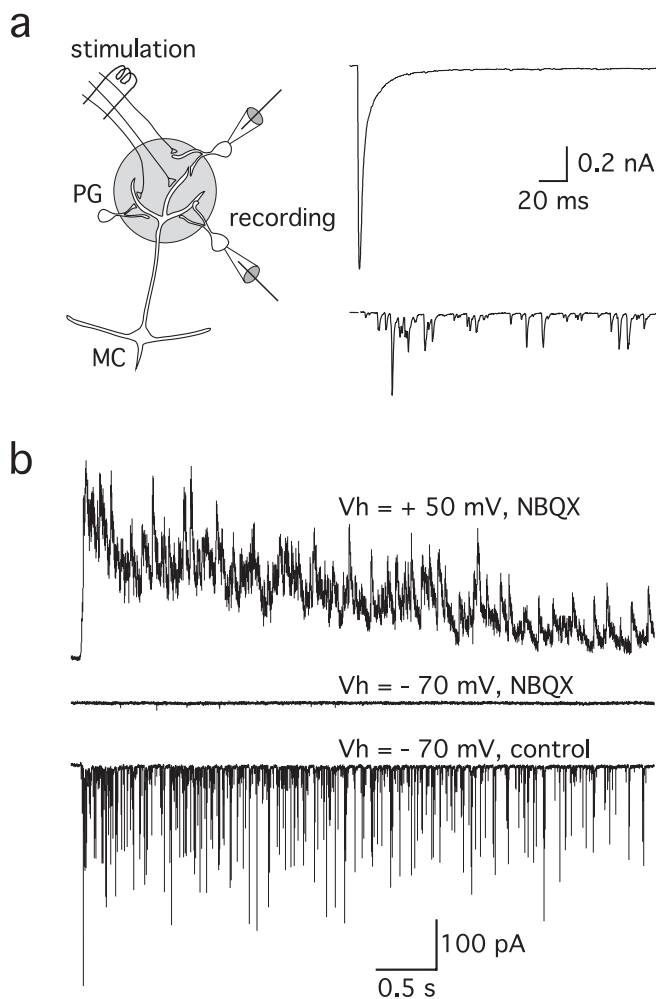 a
stimulation
PG
recording
MC
0.2 nA
20 ms
b
Vh = + 50 mV, NBQX
Vh = - 70 mV, NBQX
Vh = - 70 mV, control
100 pA
0.5 s